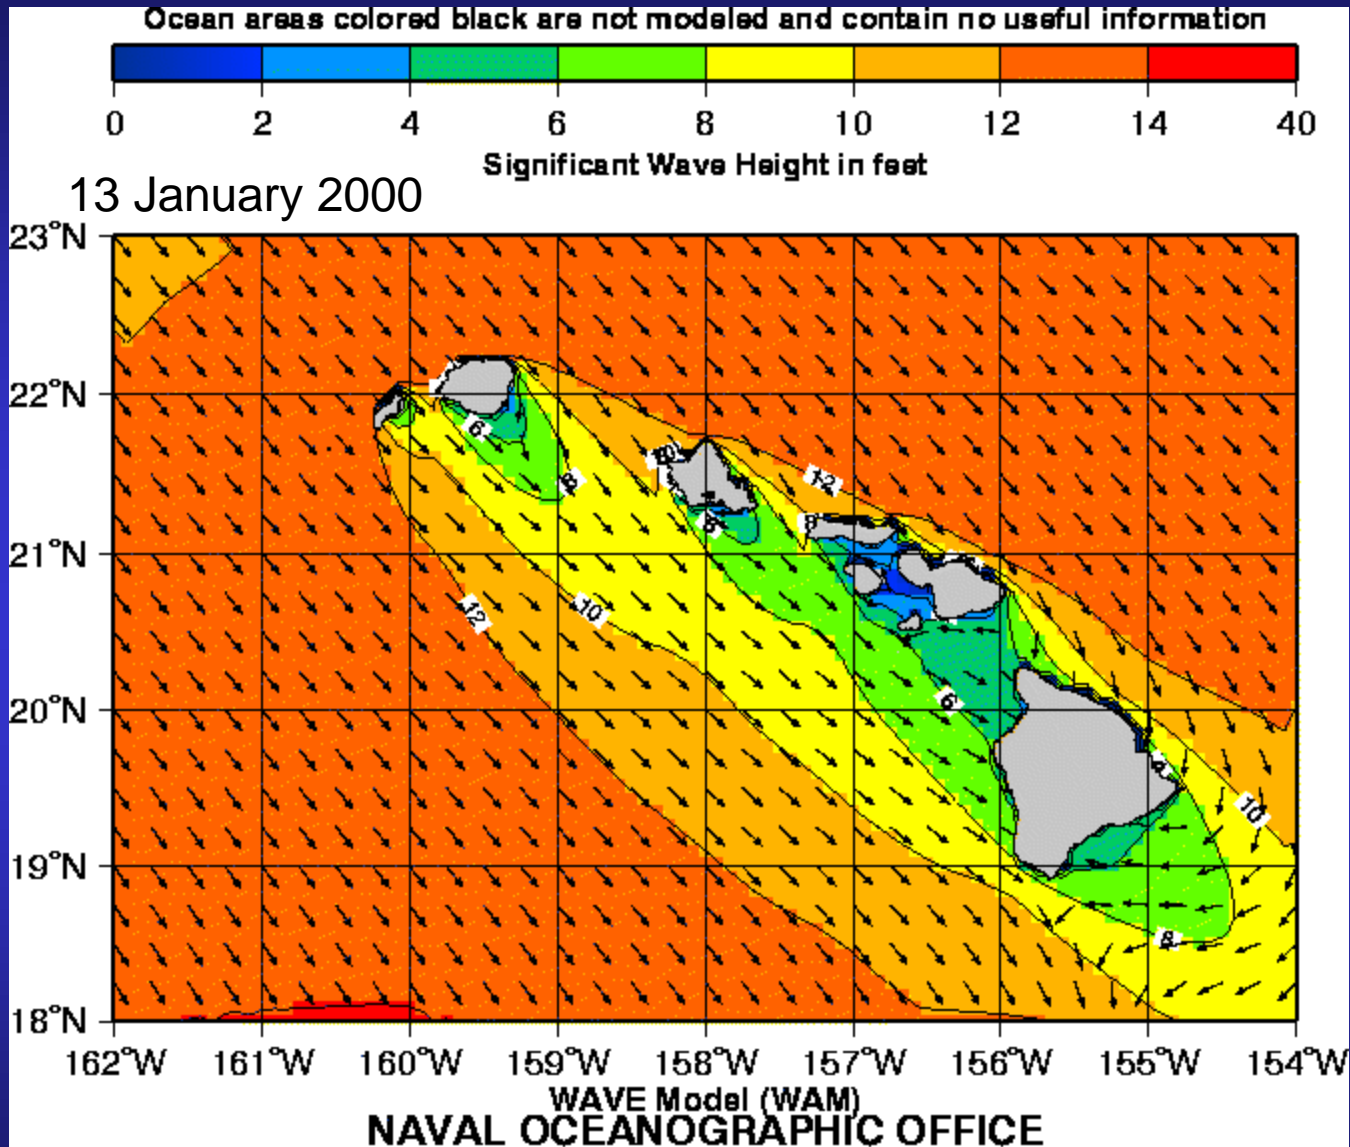 Ocean areas colored black are not modeled and contain no useful information
0 2 4 6 8 10 12 14 40
Significant Wave Height in feet
13 January 2000
23°N
22°N
6
8
10
12
8
6
21°N
12 10
6
20°N
4
10
19°N
8
18°N
162°W 161°W 160°W 159°W 158°W 157°W 156°W 155°W 154°W
WAVE Model (WAM)
NAVAL OCEANOGRAPHIC OFFICE